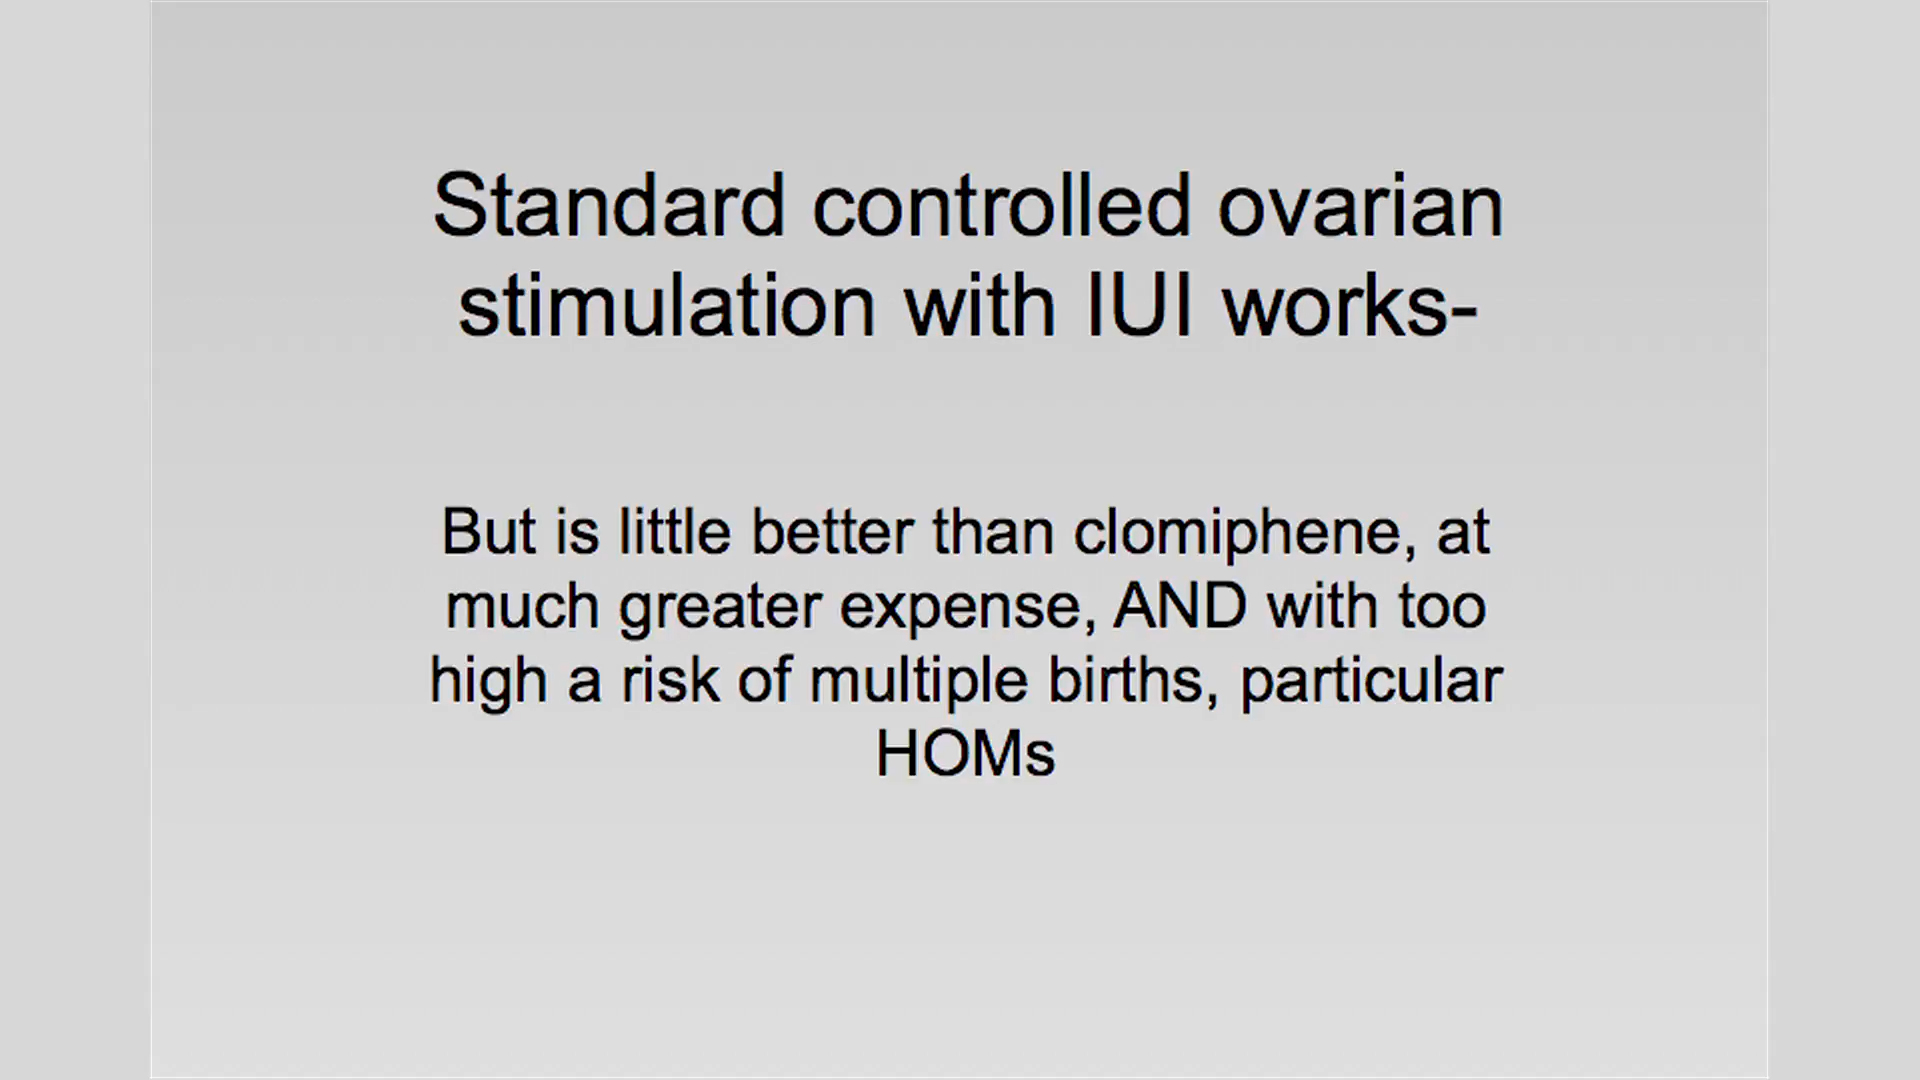 Standard controlled ovarian
stimulation with IUI works-
But is little better than clomiphene, at
much greater expense, AND with too
high a risk of multiple births, particular
HOMs